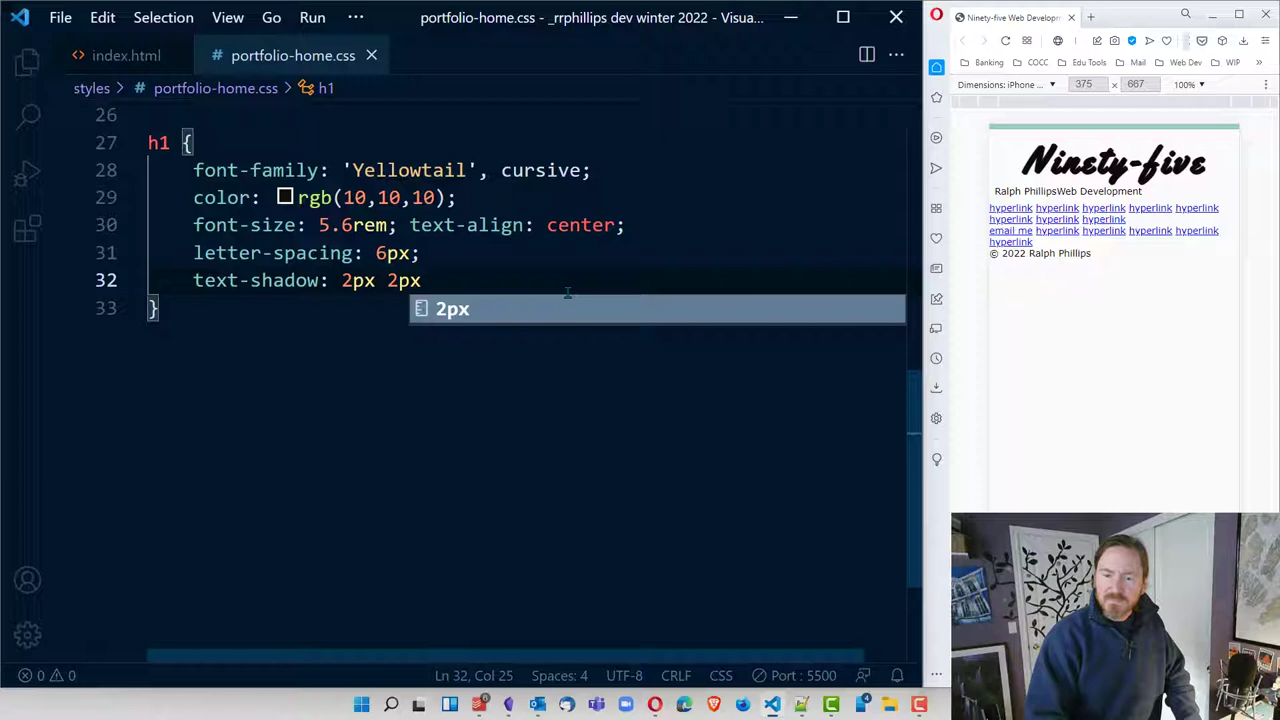 File Edit Selection View Go Run ··· portfolio-home.css - _rrphillips dev winter 2022 - Visua...
index.html # portfolio-home.css
styles > # portfolio-home.css > h1
26
27 h1 {
28 font-family: 'Yellowtail', cursive;
29 color: rgb(10,10,10);
30 font-size: 5.6rem; text-align: center;
31 letter-spacing: 6px;
32 text-shadow: 2px 2px
2px
33 }
0 0 Ln 32, Col 25 Spaces: 4 UTF-8 CRLF CSS Port : 5500
Ninety-five Web Developm
Banking COCC Edu Tools Mail Web Dev WIP »
Dimensions: iPhone ... 375 x 667 100%
Ninety-five
Ralph PhillipsWeb Development
hyperlink hyperlink hyperlink hyperlink hyperlink
hyperlink hyperlink hyperlink
email me hyperlink hyperlink hyperlink hyperlink
hyperlink
© 2022 Ralph Phillips